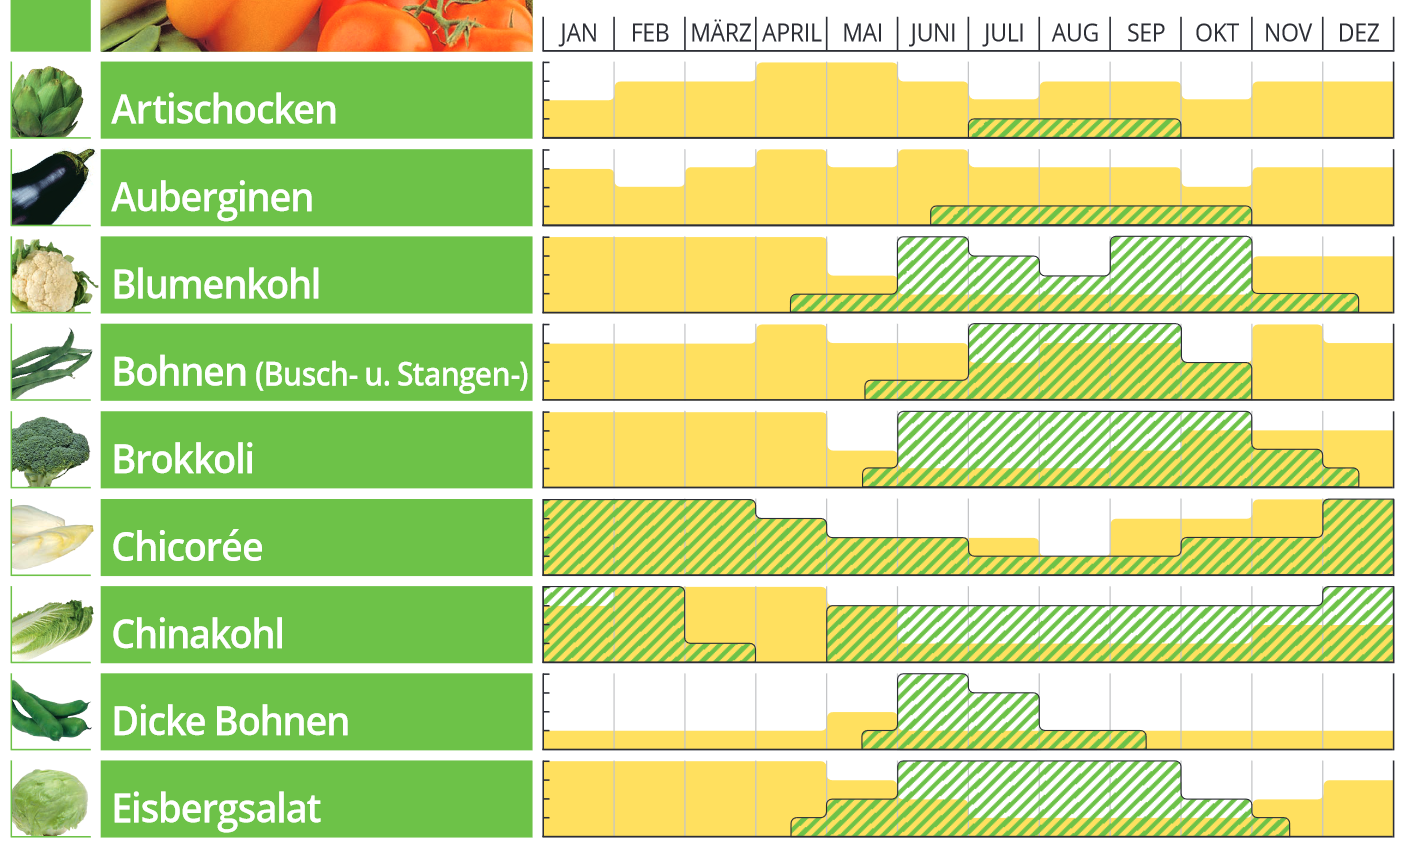 JAN FEB MÄRZ APRIL MAI JUNI JULI AUG SEP OKT NOV DEZ
Artischocken
Auberginen
Blumenkohl
Bohnen (Busch- u. Stangen-)
Brokkoli
Chicorée
Chinakohl
Dicke Bohnen
Eisbergsalat